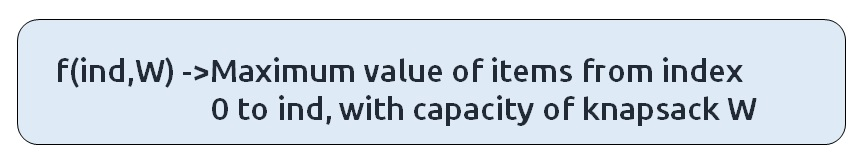 f(ind,W) ->Maximum value of items from index
0 to ind, with capacity of knapsack W